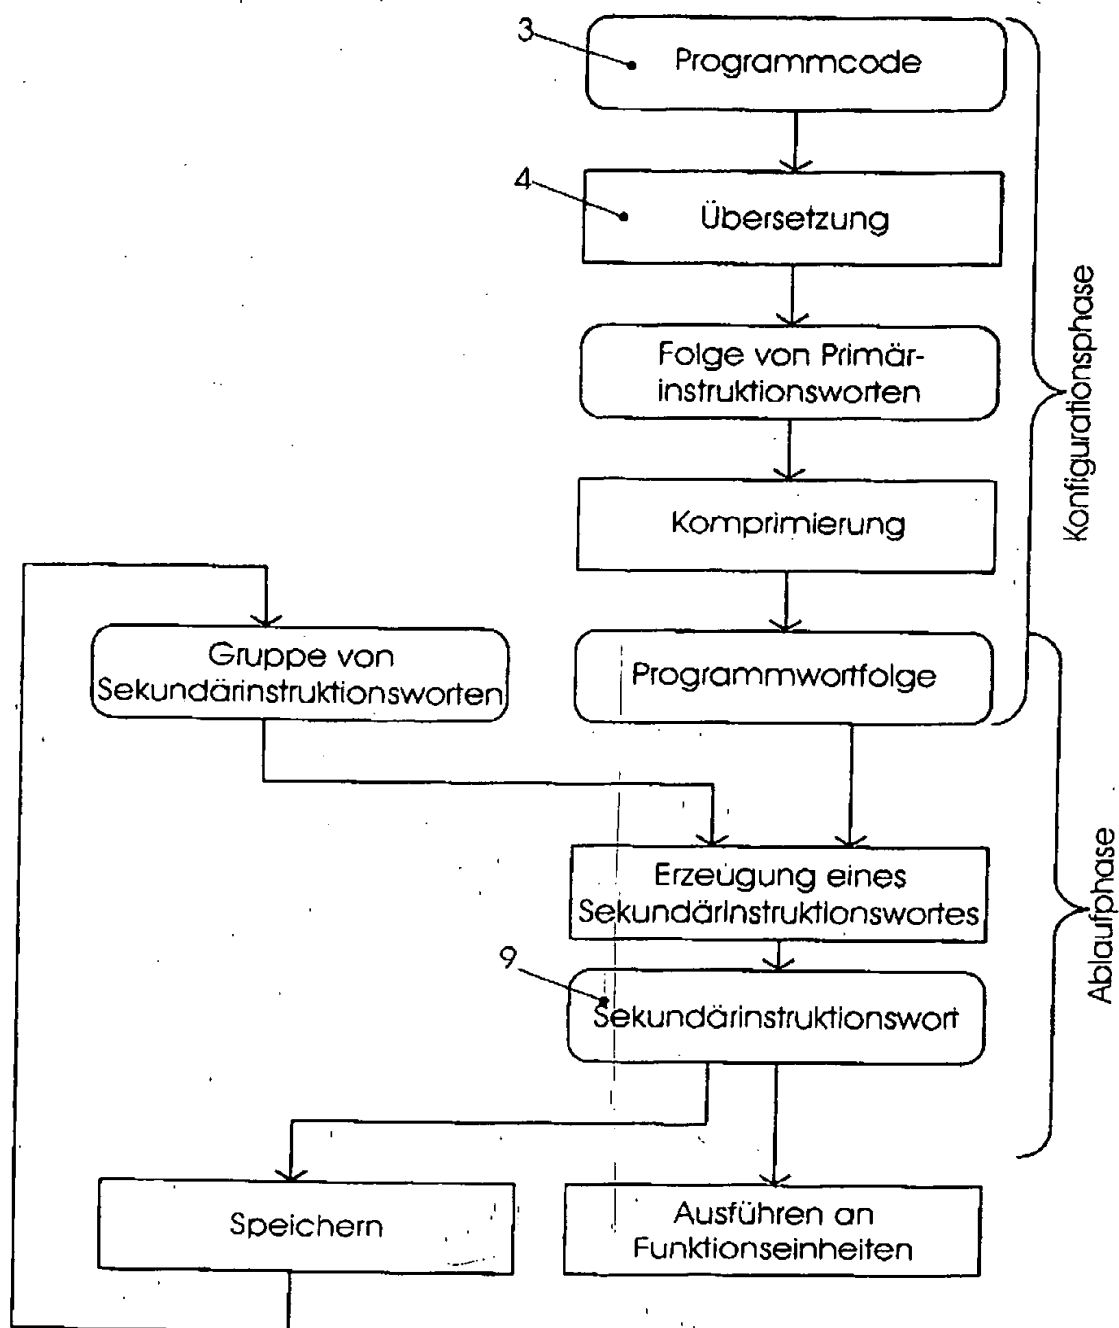 3
Programmcode
4
Übersetzung
Folge von Primär-
instruktionsworten
Komprimierung
Konfigurationsphase
Gruppe von
Sekundärinstruktionsworten
Programmwortfolge
Erzeugung eines
Sekundärinstruktionswortes
9
Sekundärinstruktionswort
Ablaufphase
Speichern
Ausführen an
Funktionseinheiten